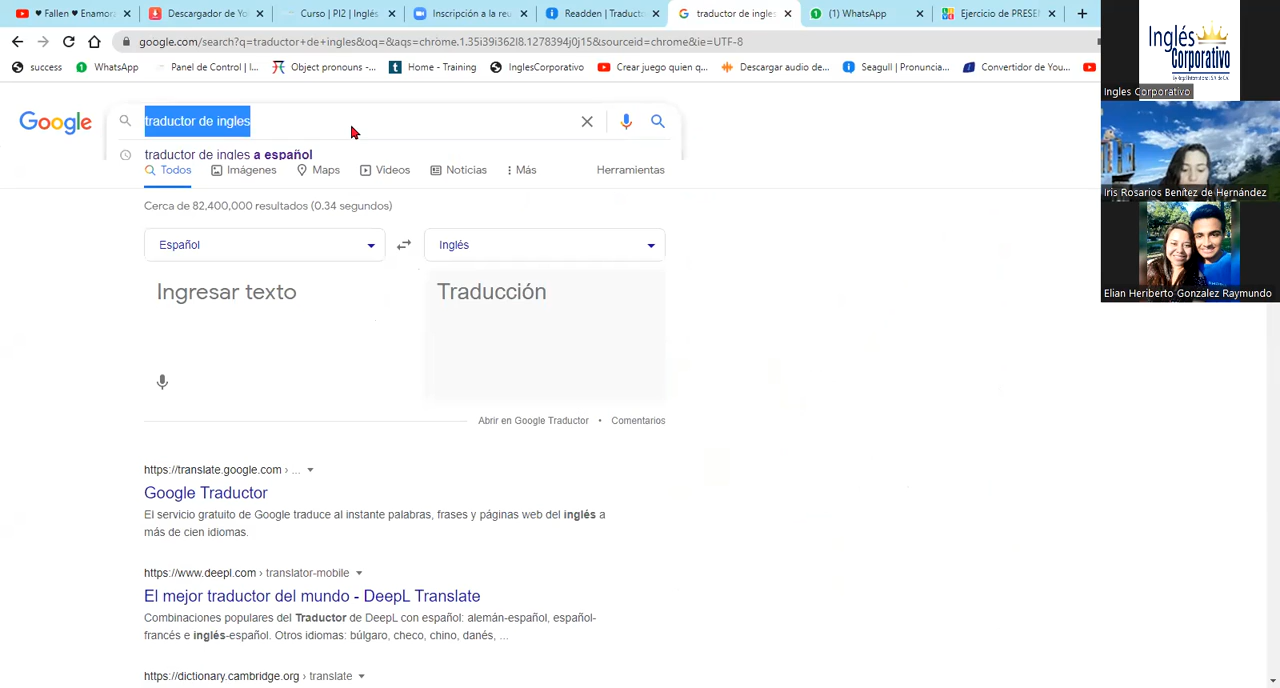 ♥ Fallen ♥ Enamora
Descargador de Yo
Curso | PI2 | Inglés
Inscripción a la re
Readden | Traducto
traductor de ingles
(1) WhatsApp
Ejercicio de PRESE
google.com/search?q=traductor+de+ingles&oq=&aqs=chrome.1.35i39i362l8.1278394j0j15&sourceid=chrome&ie=UTF-8
success
WhatsApp
Panel de Control | I...
Object pronouns -...
Home - Traini
InglesCorporativo
Crear juego quien q...
Descargar audio de...
Seagull | Pronuncia...
Convertidor de You...
Inglés
Corporativo
Ingles Corporativo
Google
traductor de ingles
traductor de ingles a español
Todos Imágenes Maps Videos Noticias Más Herramientas
Cerca de 82,400,000 resultados (0.34 segundos)
Español Inglés
Ingresar texto Traducción
Abrir en Google Traductor • Comentarios
https://translate.google.com › ...
Google Traductor
El servicio gratuito de Google traduce al instante palabras, frases y páginas web del inglés a
más de cien idiomas.
https://www.deepl.com › translator-mobile
El mejor traductor del mundo - DeepL Translate
Combinaciones populares del Traductor de DeepL con español: alemán-español, español-
francés e inglés-español. Otros idiomas: búlgaro, checo, chino, danés, ...
https://dictionary.cambridge.org › translate
Iris Rosarios Benítez de Hernández
Elian Heriberto Gonzalez Raymundo